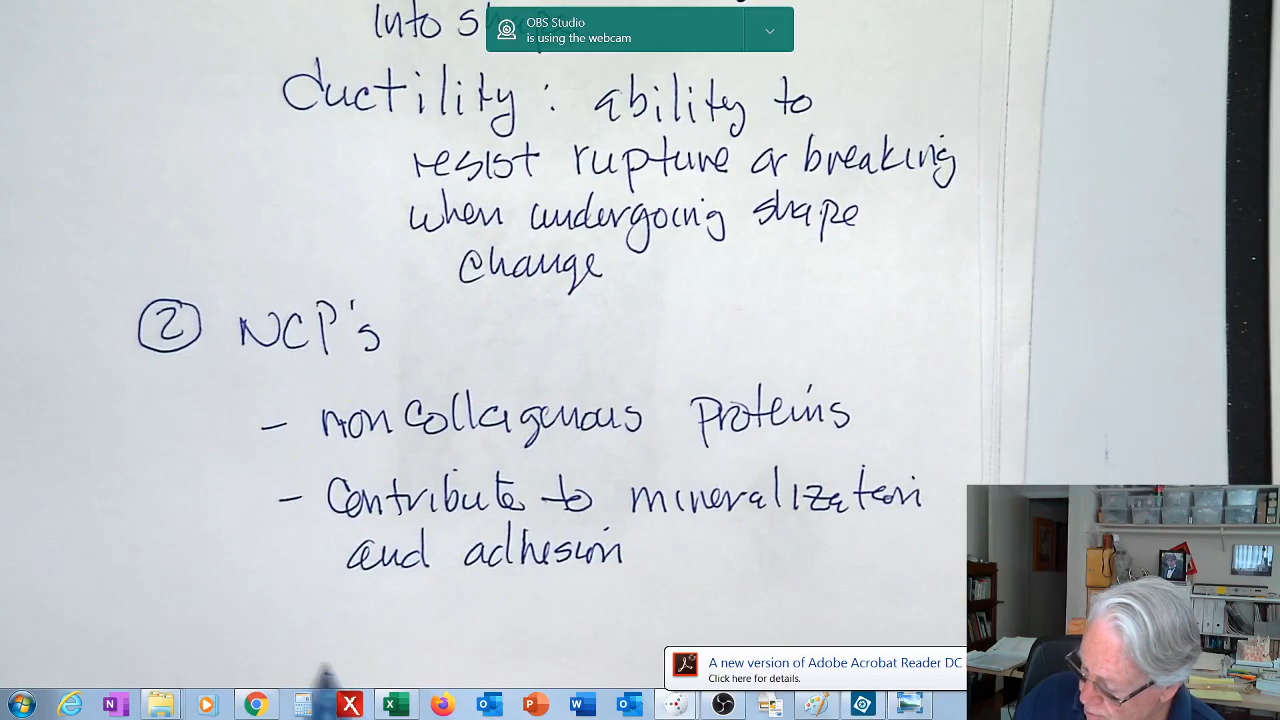 into
OBS Studio
is using the webcam
ductility : ability to
resist rupture or breaking
when undergoing shape
change
② NCP's
- noncollagenous proteins
- Contribute to mineralization
and adhesion
A new version of Adobe Acrobat Reader DC
Click here for details.